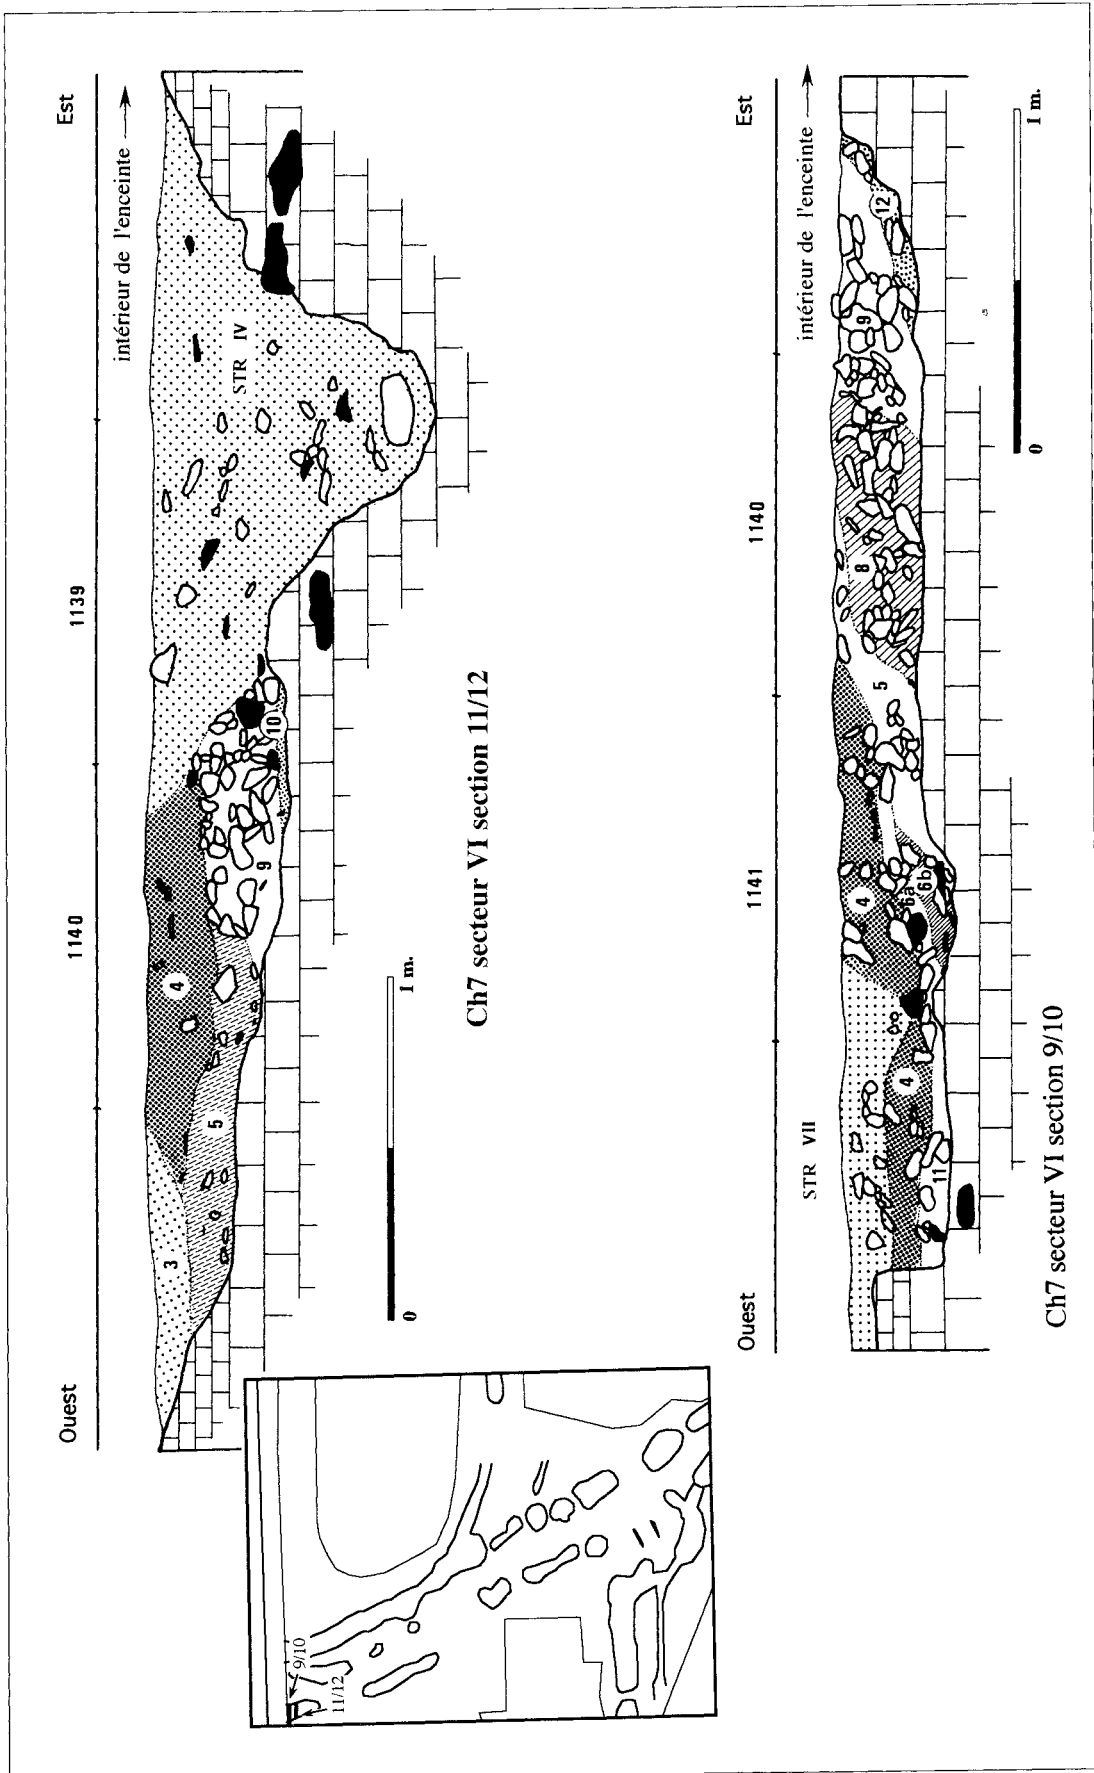 Ouest
1140
1139
Est
intérieur de l'enceinte
STR IV
3
4
5
9
10
0
1 m.
Ch7 secteur VI section 11/12
9/10
11/12
Ouest
1141
1140
Est
intérieur de l'enceinte
STR VII
4
4
5
6a
6b
8
9
11
12
0
1 m.
Ch7 secteur VI section 9/10